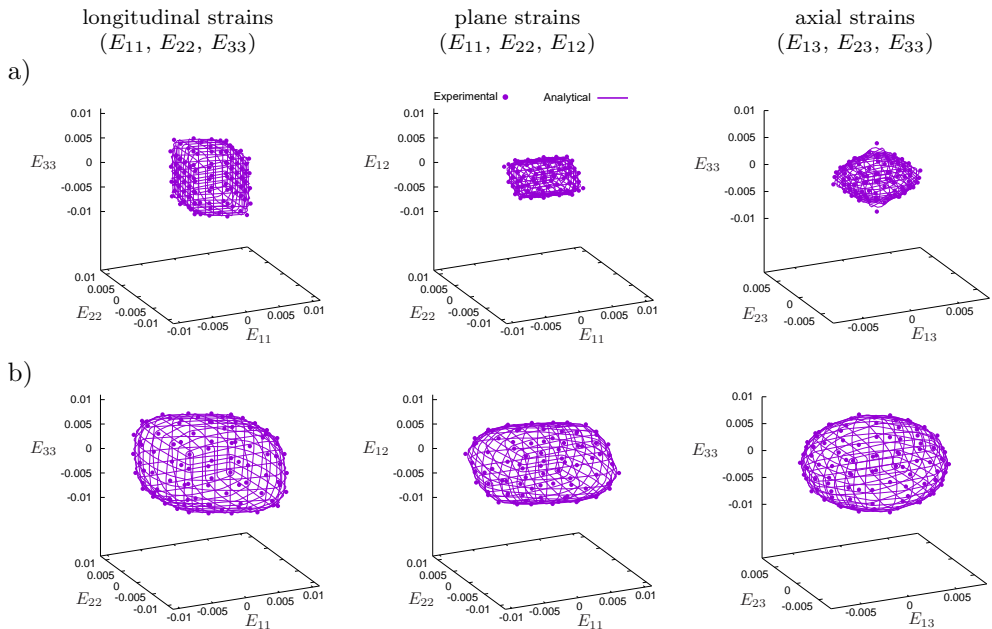 longitudinal strains
(E11, E22, E33)
plane strains
(E11, E22, E12)
axial strains
(E13, E23, E33)
a)
0.01
0.005
0
-0.005
-0.01
E33
0.01
0.005
0
-0.005
-0.01
E22
-0.01
-0.005
0
0.005
0.01
E11
Experimental
Analytical
0.01
0.005
0
-0.005
-0.01
E12
0.01
0.005
0
-0.005
-0.01
E22
-0.01
-0.005
0
0.005
0.01
E11
0.01
0.005
0
-0.005
-0.01
E33
0.005
0
-0.005
E23
-0.005
0
0.005
E13
b)
0.01
0.005
0
-0.005
-0.01
E33
0.01
0.005
0
-0.005
-0.01
E22
-0.01
-0.005
0
0.005
0.01
E11
0.01
0.005
0
-0.005
-0.01
E12
0.01
0.005
0
-0.005
-0.01
E22
-0.01
-0.005
0
0.005
0.01
E11
0.01
0.005
0
-0.005
-0.01
E33
0.005
0
-0.005
E23
-0.005
0
0.005
E13